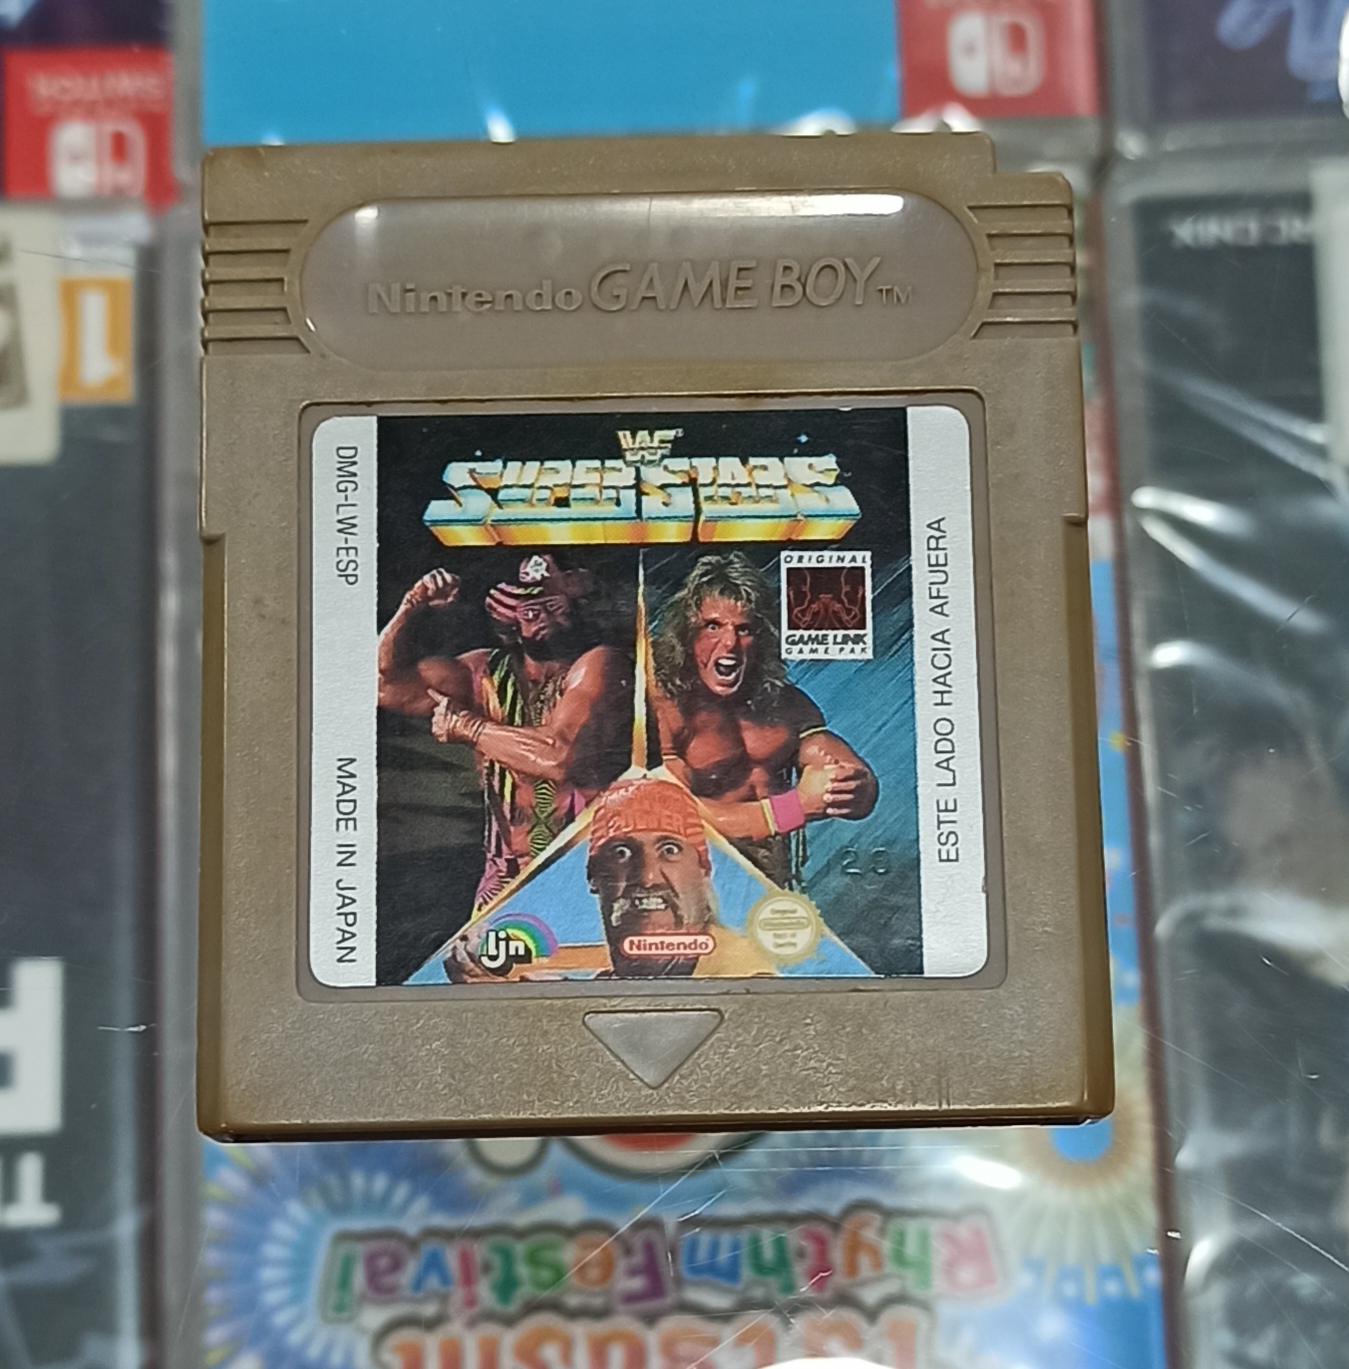 Nintendo GAME BOY TM
DMG-LW-ESP
MADE IN JAPAN
WF
SUPERSTARS
ORIGINAL
GAME LINK
GAME PAK
ESTE LADO HACIA AFUERA
28
ljn
Nintendo
Rhythm Festival